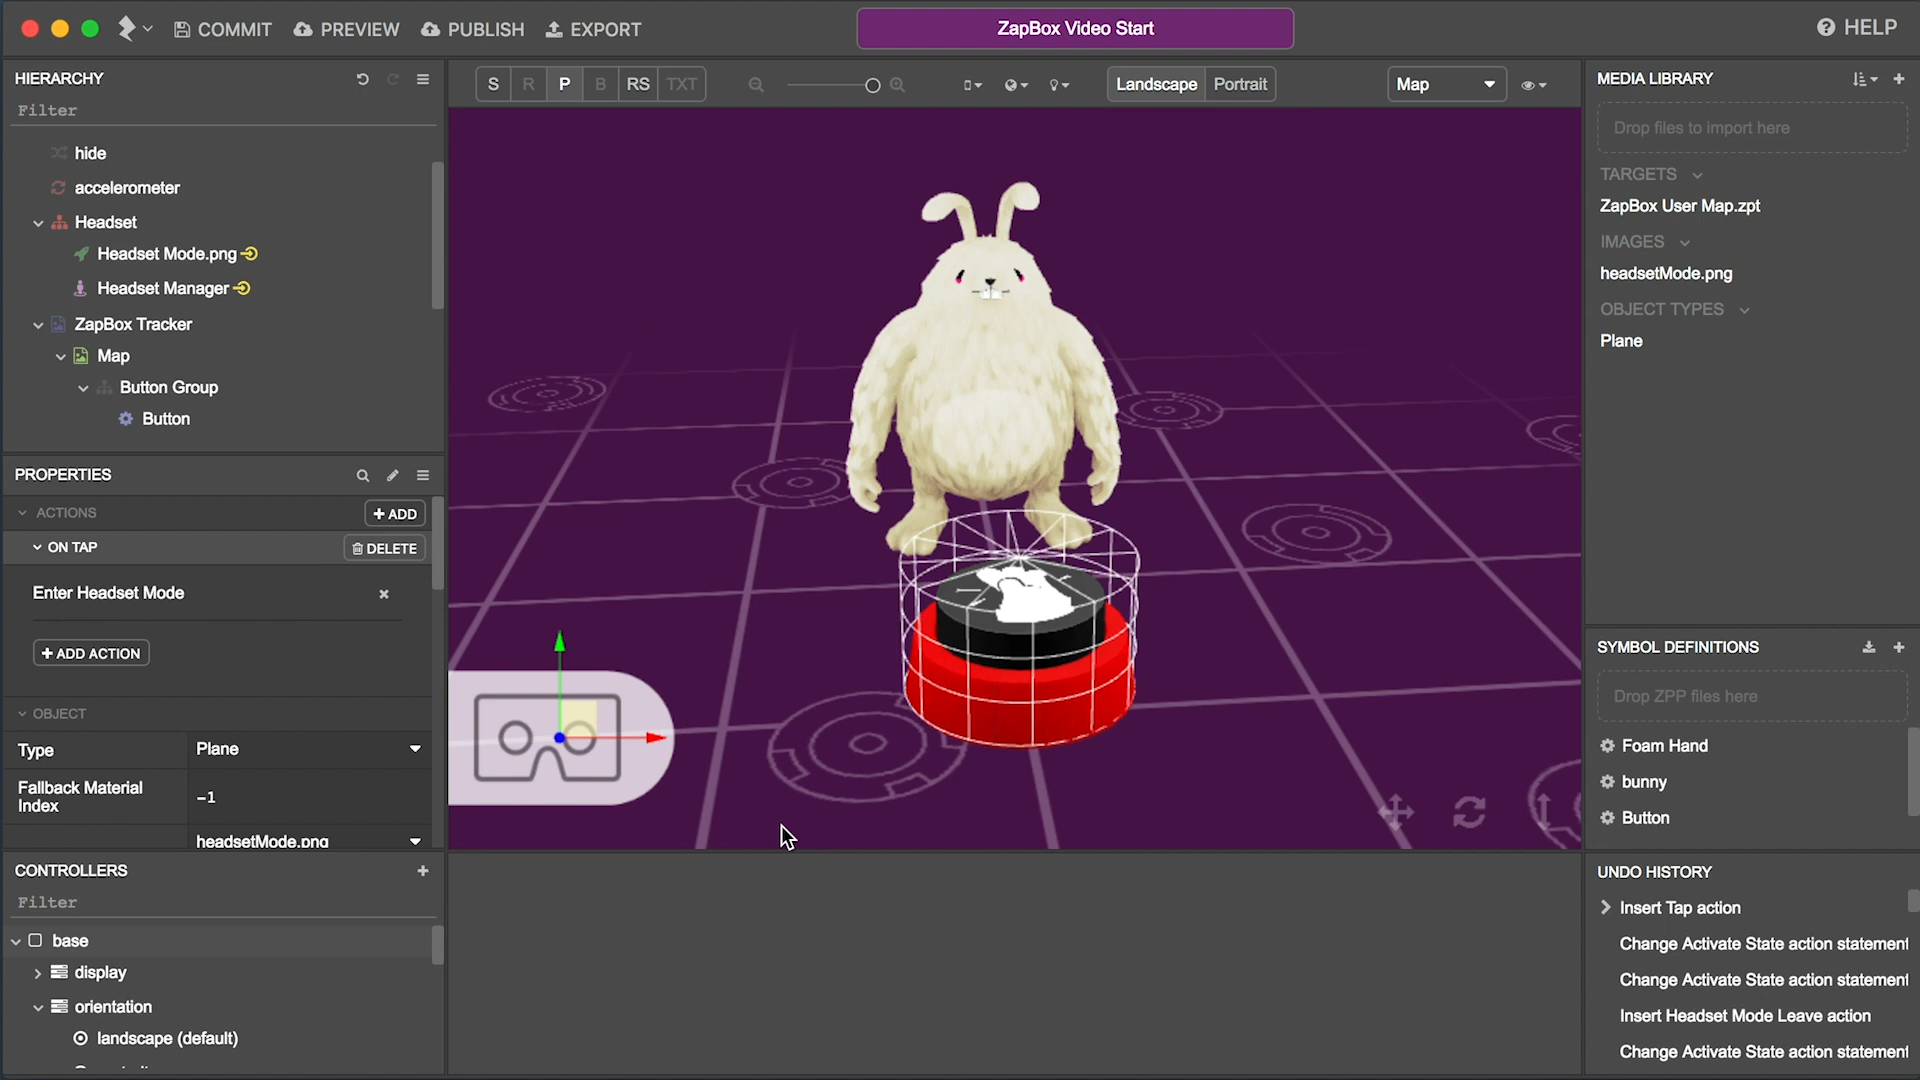 COMMIT
PREVIEW
PUBLISH
EXPORT
ZapBox Video Start
HELP
HIERARCHY
Filter
hide
accelerometer
Headset
Headset Mode.png
Headset Manager
ZapBox Tracker
Map
Button Group
Button
PROPERTIES
ACTIONS
ADD
ON TAP
DELETE
Enter Headset Mode
ADD ACTION
OBJECT
Type
Plane
Fallback Material
Index
-1
headsetMode.png
CONTROLLERS
Filter
base
display
orientation
landscape (default)
S
R
P
B
RS
TXT
Landscape
Portrait
Map
MEDIA LIBRARY
Drop files to import here
TARGETS
ZapBox User Map.zpt
IMAGES
headsetMode.png
OBJECT TYPES
Plane
SYMBOL DEFINITIONS
Drop ZPP files here
Foam Hand
bunny
Button
UNDO HISTORY
Insert Tap action
Change Activate State action statement
Change Activate State action statement
Insert Headset Mode Leave action
Change Activate State action statement